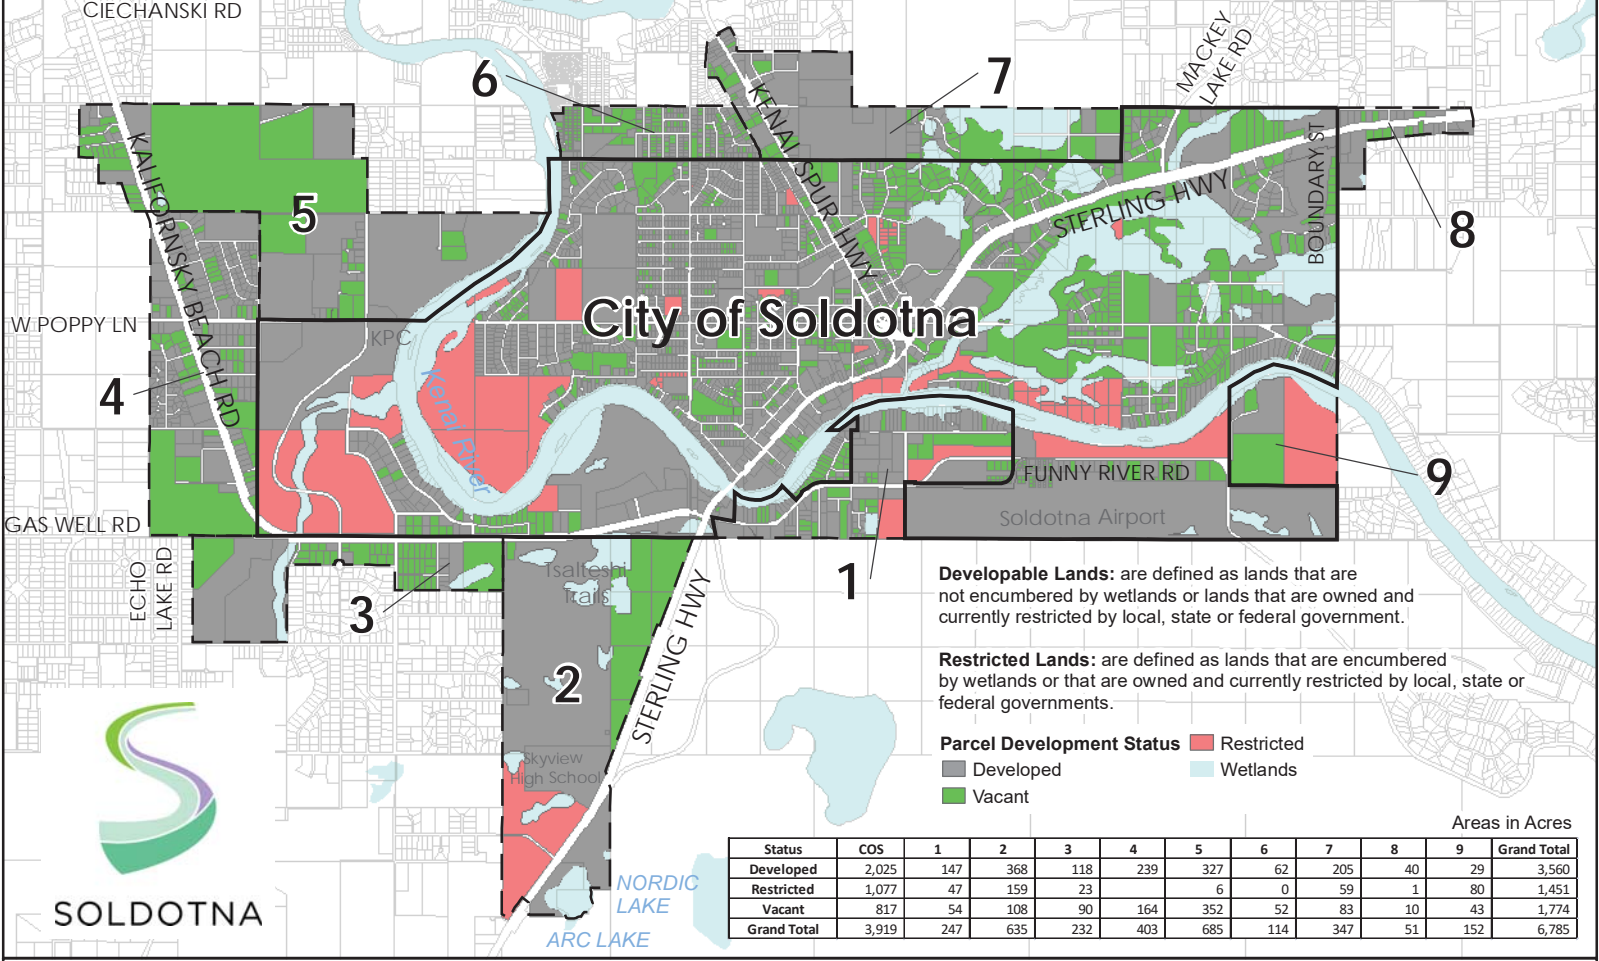 CIECHANSKI RD
6
7
MACKEY
LAKE RD
KENAI SPUR HWY
KALIFORNSKY BEACH RD
5
STERLING HWY
BOUNDARY ST
8
W POPPY LN
KPC
City of Soldotna
4
Kenai River
9
FUNNY RIVER RD
GAS WELL RD
Soldotna Airport
ECHO
LAKE RD
3
Tsalteshi
Trails
1
2
STERLING HWY
Skyview
High School
NORDIC
LAKE
ARC LAKE
SOLDOTNA
Developable Lands: are defined as lands that are
not encumbered by wetlands or lands that are owned and
currently restricted by local, state or federal government.
Restricted Lands: are defined as lands that are encumbered
by wetlands or that are owned and currently restricted by local, state or
federal governments.
Parcel Development Status
Restricted
Developed
Wetlands
Vacant
Areas in Acres
Status COS 1 2 3 4 5 6 7 8 9 Grand Total
Developed 2,025 147 368 118 239 327 62 205 40 29 3,560
Restricted 1,077 47 159 23 6 0 59 1 80 1,451
Vacant 817 54 108 90 164 352 52 83 10 43 1,774
Grand Total 3,919 247 635 232 403 685 114 347 51 152 6,785